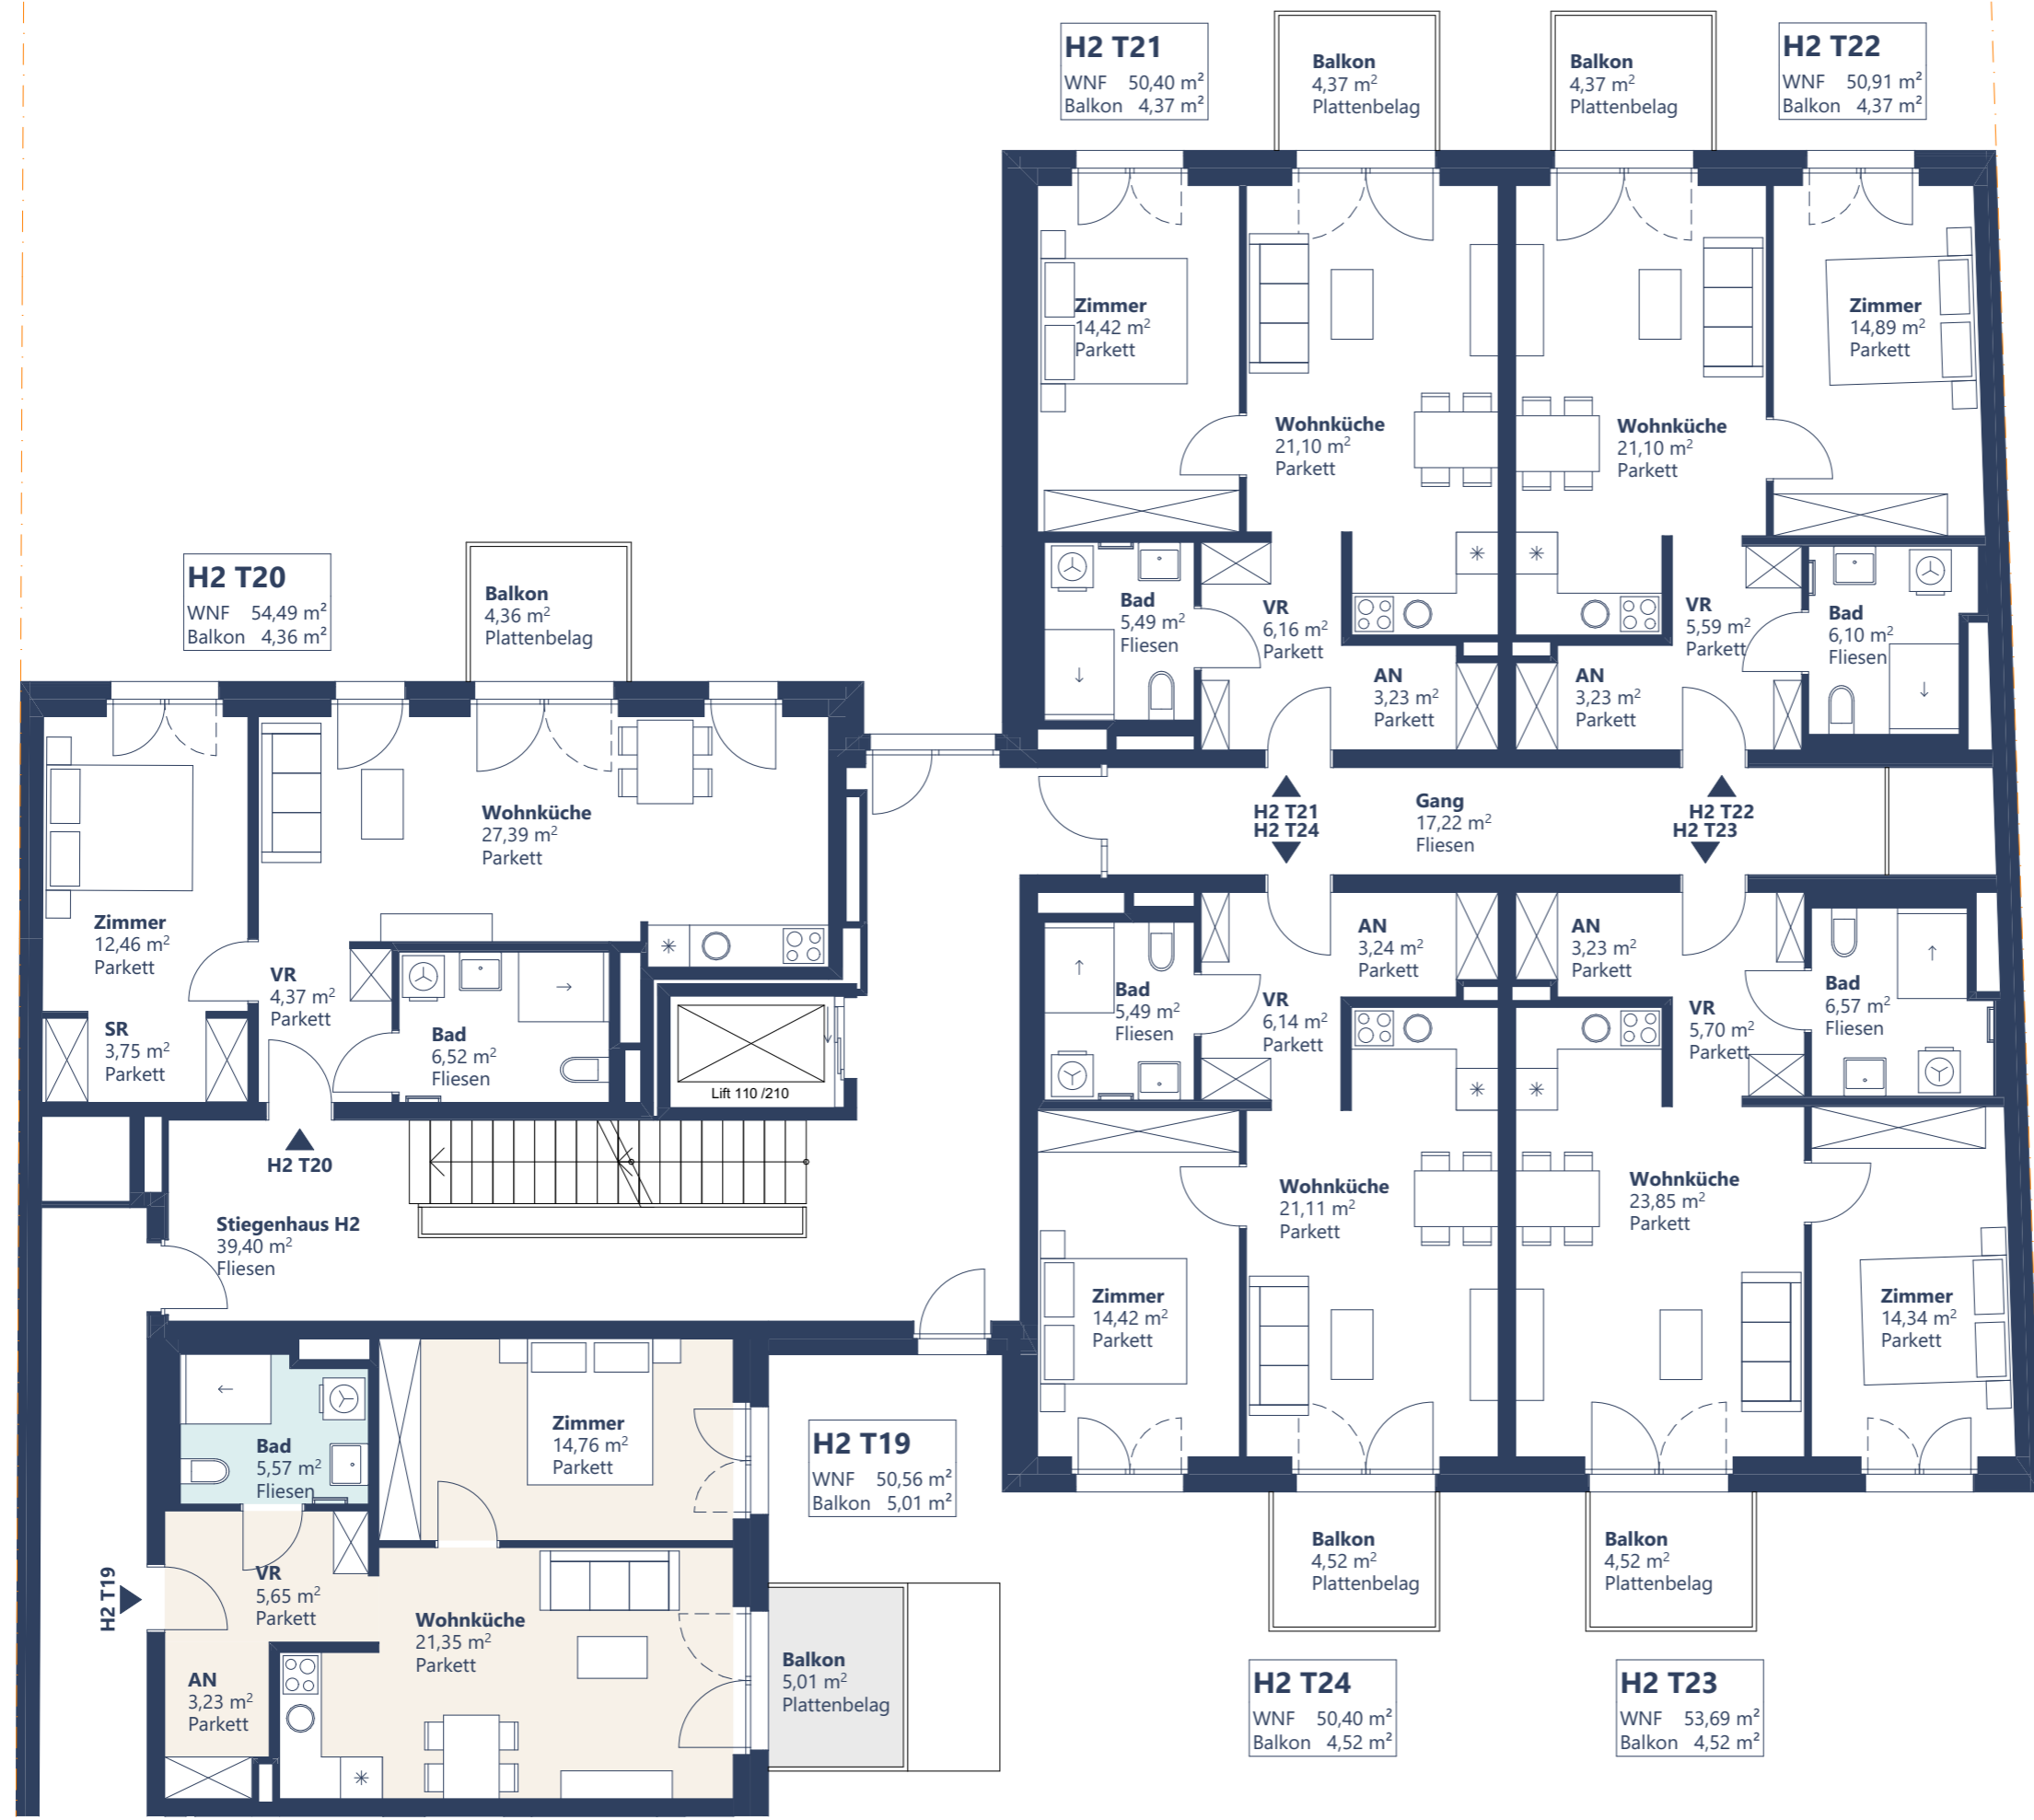 H2 T21
WNF 50,40 m²
Balkon 4,37 m²
Balkon
4,37 m²
Plattenbelag
Balkon
4,37 m²
Plattenbelag
H2 T22
WNF 50,91 m²
Balkon 4,37 m²
Zimmer
14,42 m²
Parkett
Wohnküche
21,10 m²
Parkett
Wohnküche
21,10 m²
Parkett
Zimmer
14,89 m²
Parkett
Bad
5,49 m²
Fliesen
VR
6,16 m²
Parkett
AN
3,23 m²
Parkett
AN
3,23 m²
Parkett
VR
5,59 m²
Parkett
Bad
6,10 m²
Fliesen
H2 T20
WNF 54,49 m²
Balkon 4,36 m²
Balkon
4,36 m²
Plattenbelag
Wohnküche
27,39 m²
Parkett
Zimmer
12,46 m²
Parkett
VR
4,37 m²
Parkett
SR
3,75 m²
Parkett
Bad
6,52 m²
Fliesen
Lift 110 /210
H2 T20
Stiegenhaus H2
39,40 m²
Fliesen
H2 T21
H2 T24
Gang
17,22 m²
Fliesen
H2 T22
H2 T23
Bad
5,49 m²
Fliesen
VR
6,14 m²
Parkett
AN
3,24 m²
Parkett
AN
3,23 m²
Parkett
VR
5,70 m²
Parkett
Bad
6,57 m²
Fliesen
Zimmer
14,42 m²
Parkett
Wohnküche
21,11 m²
Parkett
Wohnküche
23,85 m²
Parkett
Zimmer
14,34 m²
Parkett
Bad
5,57 m²
Fliesen
Zimmer
14,76 m²
Parkett
H2 T19
WNF 50,56 m²
Balkon 5,01 m²
H2 T19
VR
5,65 m²
Parkett
AN
3,23 m²
Parkett
Wohnküche
21,35 m²
Parkett
Balkon
5,01 m²
Plattenbelag
Balkon
4,52 m²
Plattenbelag
Balkon
4,52 m²
Plattenbelag
H2 T24
WNF 50,40 m²
Balkon 4,52 m²
H2 T23
WNF 53,69 m²
Balkon 4,52 m²